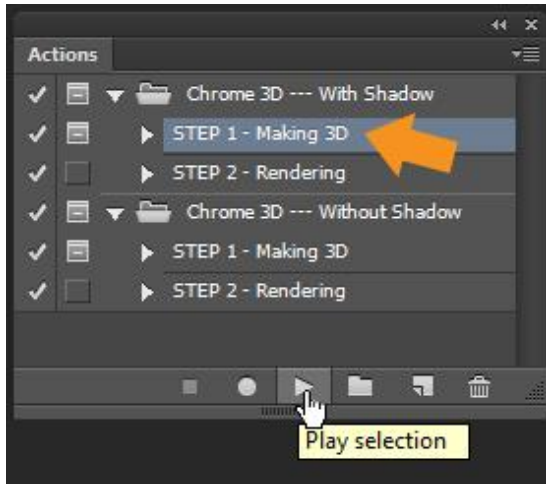 Actions
Chrome 3D --- With Shadow
STEP 1 - Making 3D
STEP 2 - Rendering
Chrome 3D --- Without Shadow
STEP 1 - Making 3D
STEP 2 - Rendering
Play selection